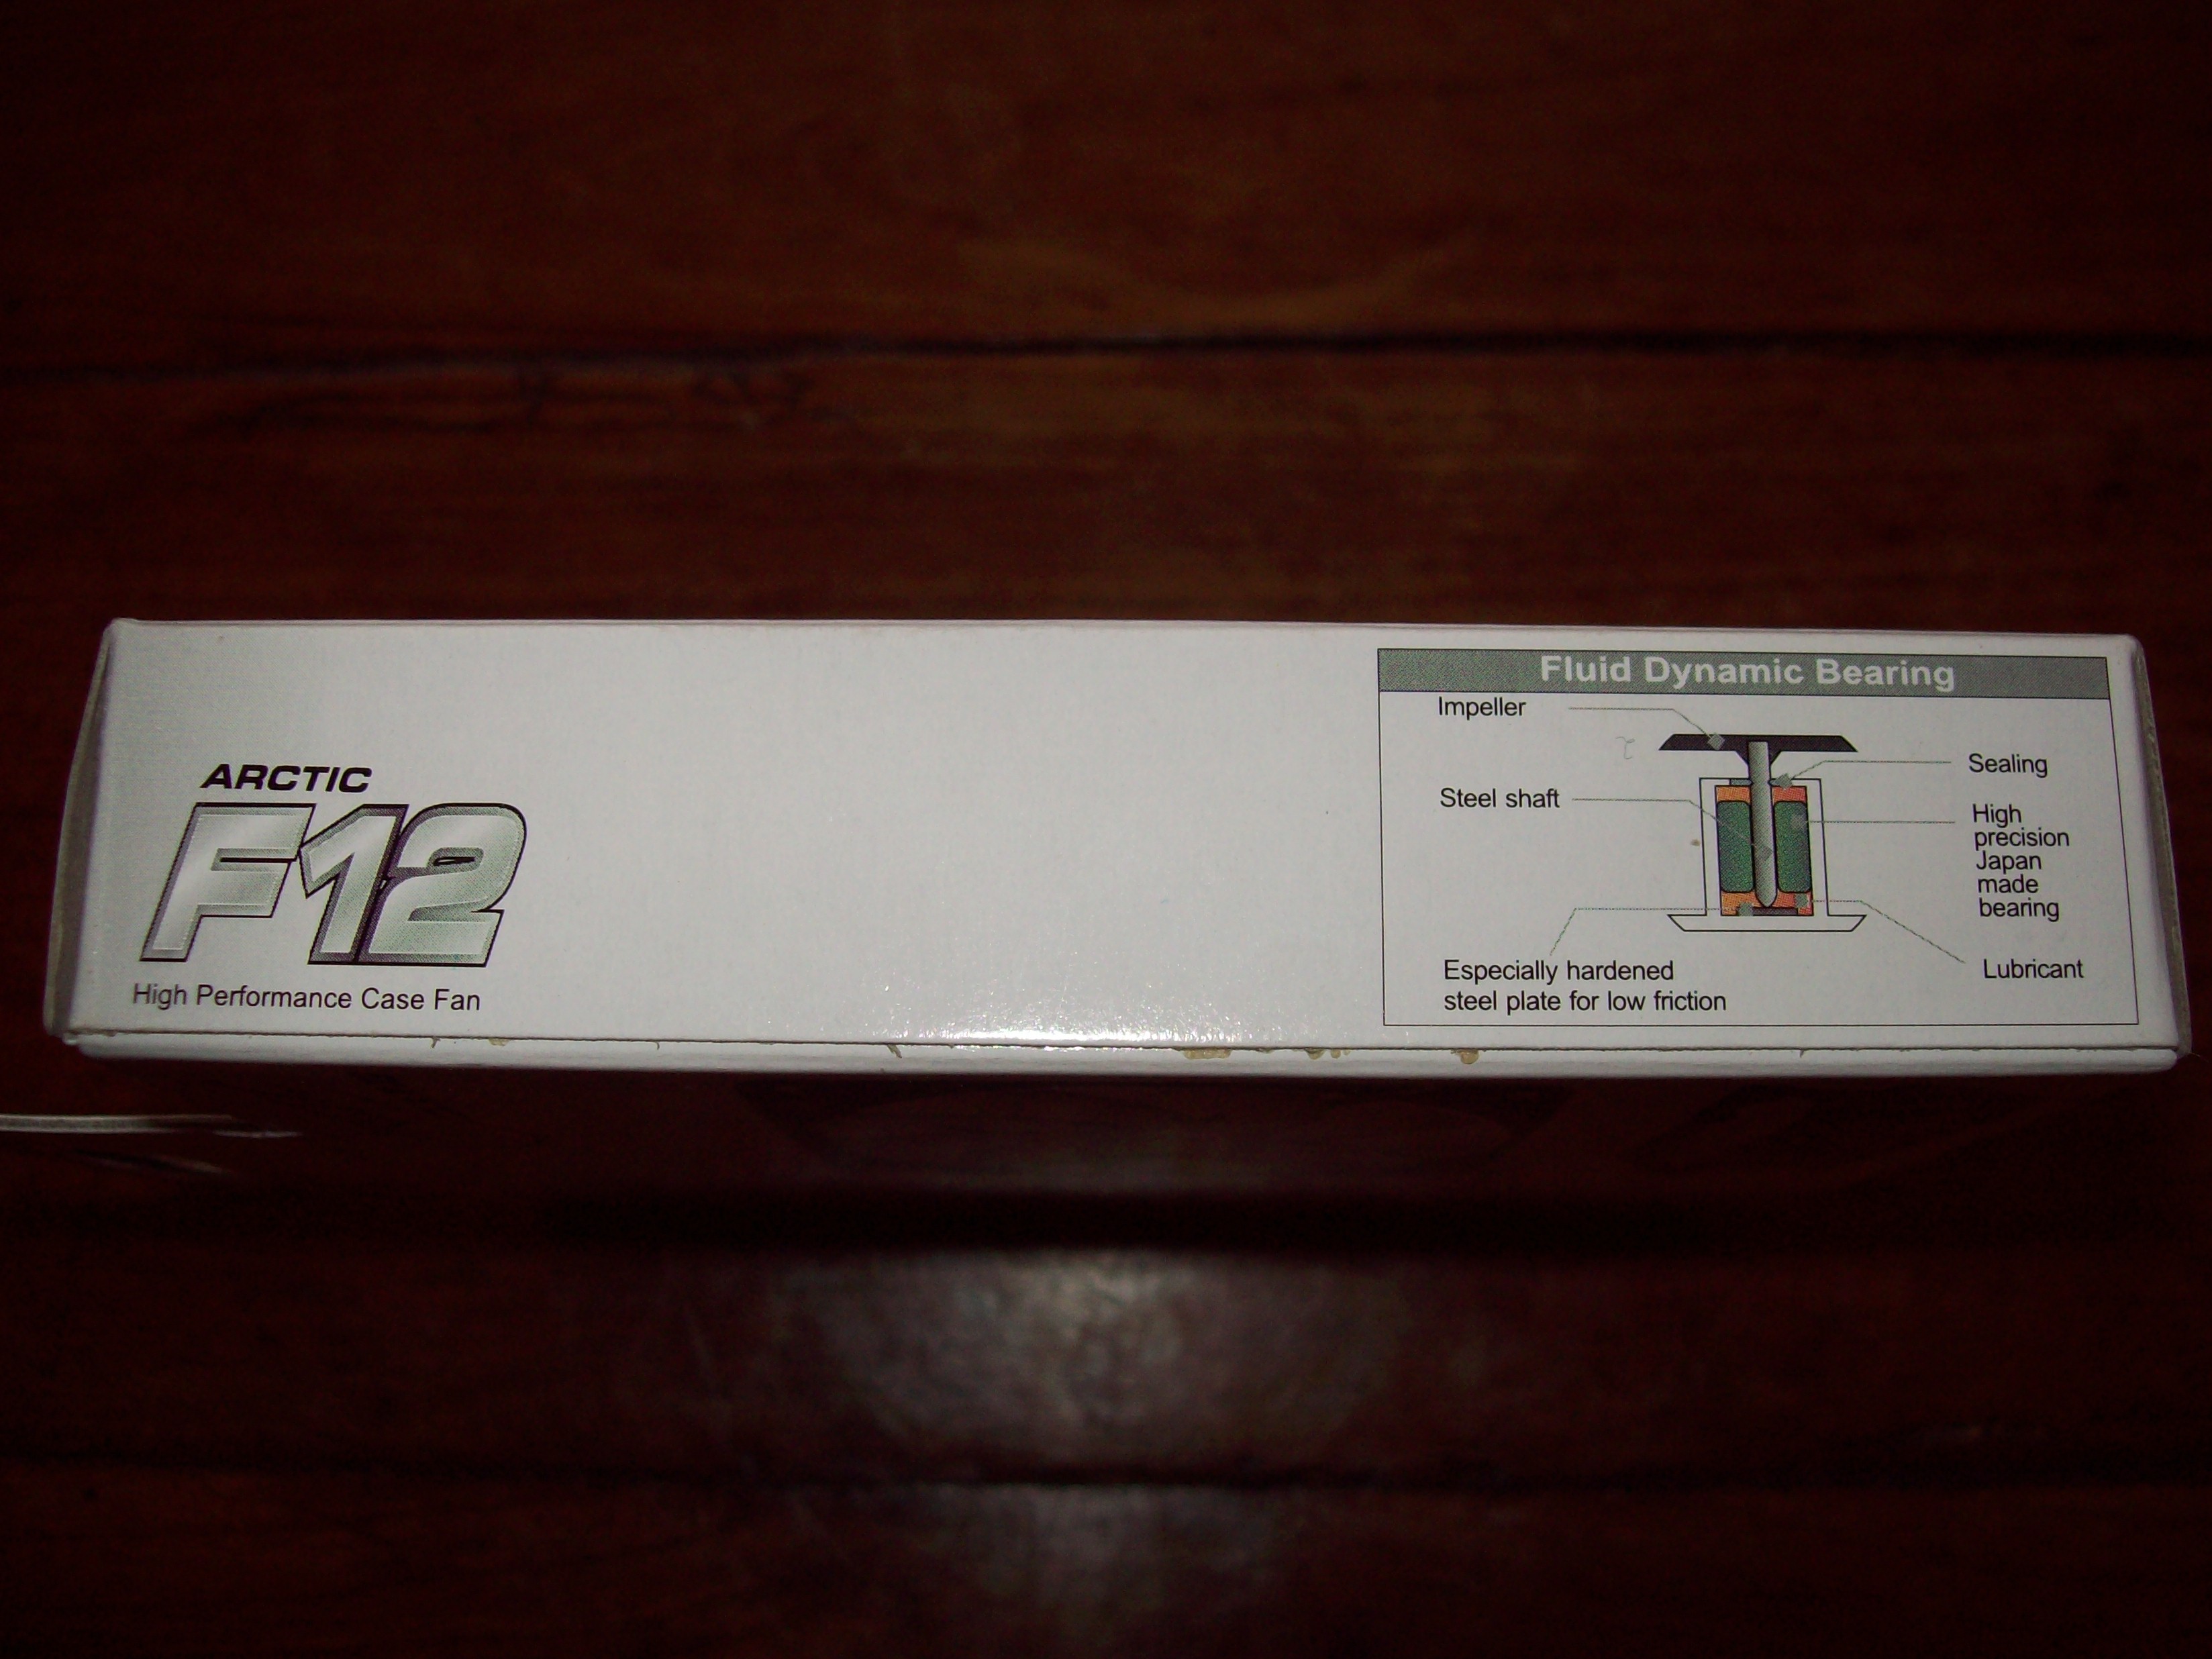 ARCTIC
F12
High Performance Case Fan
Fluid Dynamic Bearing
Impeller
Steel shaft
Especially hardened
steel plate for low friction
Sealing
High
precision
Japan
made
bearing
Lubricant